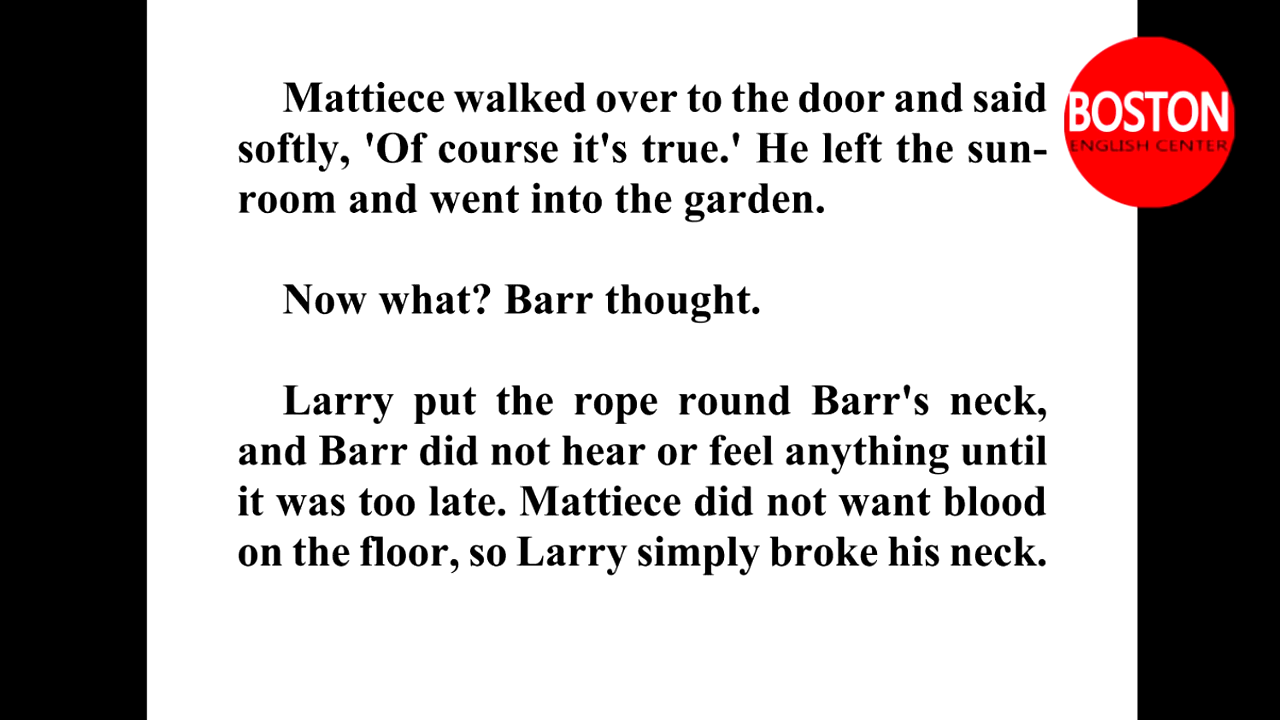 Mattiece walked over to the door and said
softly, 'Of course it's true.' He left the sun-
room and went into the garden.
Now what? Barr thought.
Larry put the rope round Barr's neck,
and Barr did not hear or feel anything until
it was too late. Mattiece did not want blood
on the floor, so Larry simply broke his neck.
BOSTON
ENGLISH CENTER